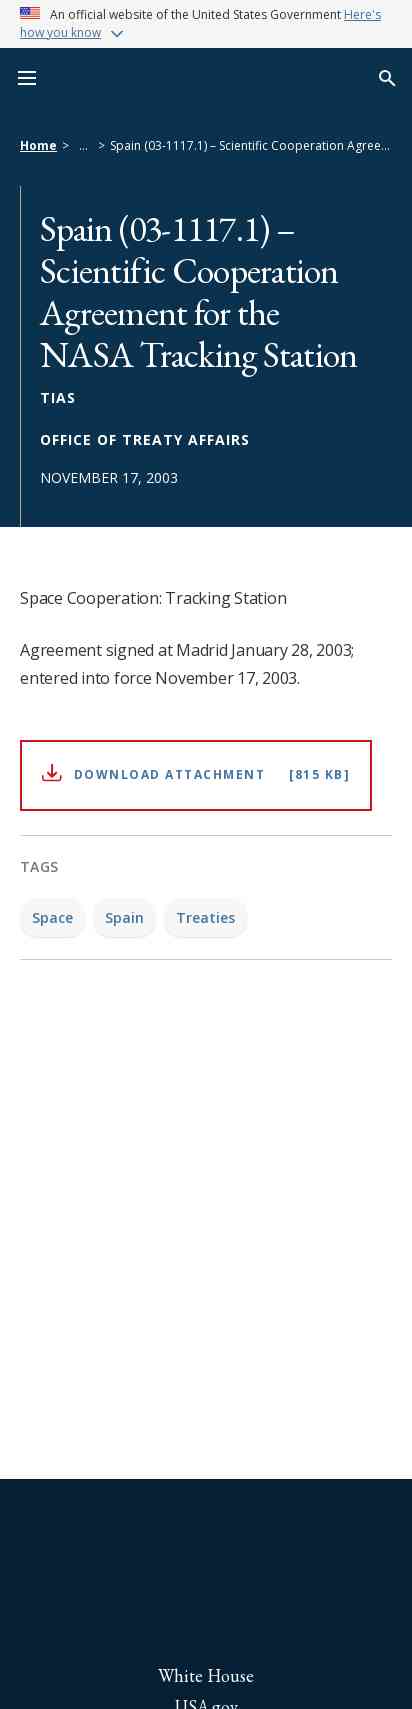 An official website of the United States Government Here's
how you know
Home > ... > Spain (03-1117.1) – Scientific Cooperation Agree...
Spain (03-1117.1) –
Scientific Cooperation
Agreement for the
NASA Tracking Station
TIAS
OFFICE OF TREATY AFFAIRS
NOVEMBER 17, 2003
Space Cooperation: Tracking Station
Agreement signed at Madrid January 28, 2003;
entered into force November 17, 2003.
DOWNLOAD ATTACHMENT [815 KB]
TAGS
Space Spain Treaties
White House
USA.gov